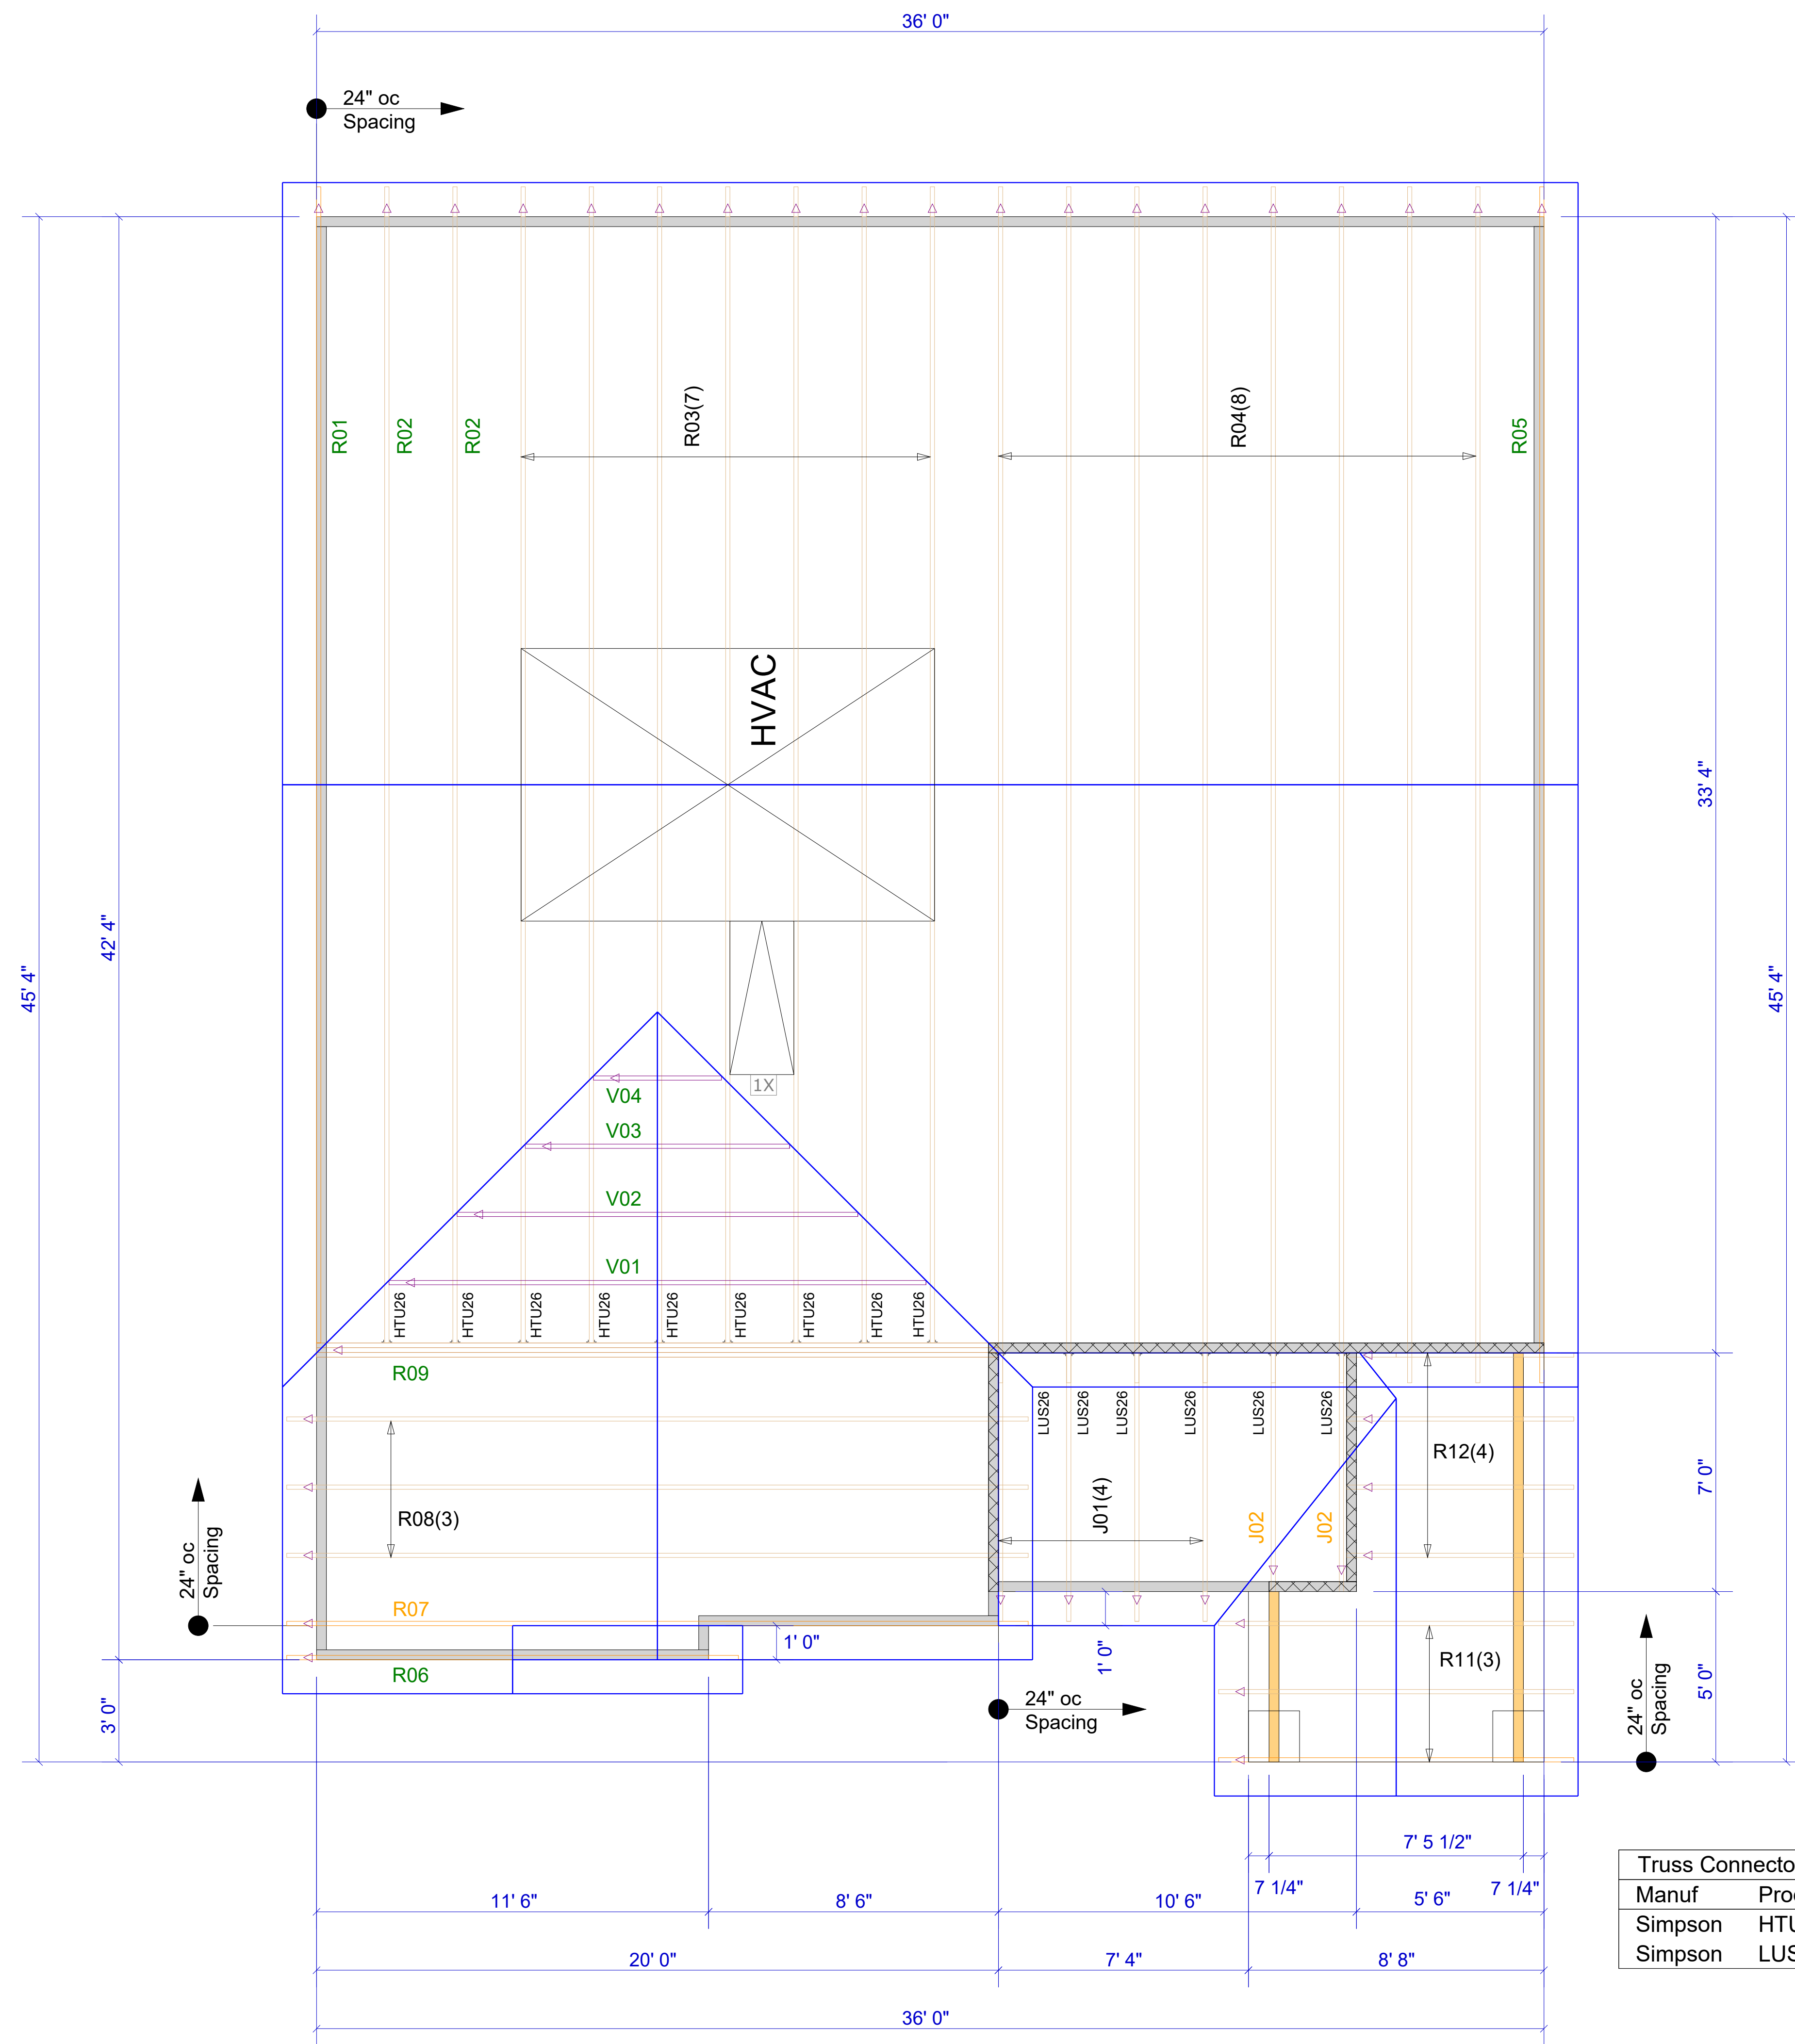 36' 0"
24" oc
Spacing
R01
R02
R02
R03(7)
R04(8)
R05
HVAC
33' 4"
42' 4"
45' 4"
45' 4"
1X
V04
V03
V02
V01
HTU26
HTU26
HTU26
HTU26
HTU26
HTU26
HTU26
HTU26
HTU26
R09
LUS26
LUS26
LUS26
LUS26
LUS26
LUS26
R12(4)
7' 0"
R08(3)
J01(4)
J02
J02
24" oc
Spacing
R07
1' 0"
1' 0"
R11(3)
R06
3' 0"
5' 0"
24" oc
Spacing
24" oc
Spacing
7' 5 1/2"
7 1/4"
7 1/4"
11' 6"
8' 6"
10' 6"
5' 6"
20' 0"
7' 4"
8' 8"
36' 0"
Truss Connecto
Manuf Pro
Simpson HTU
Simpson LUS